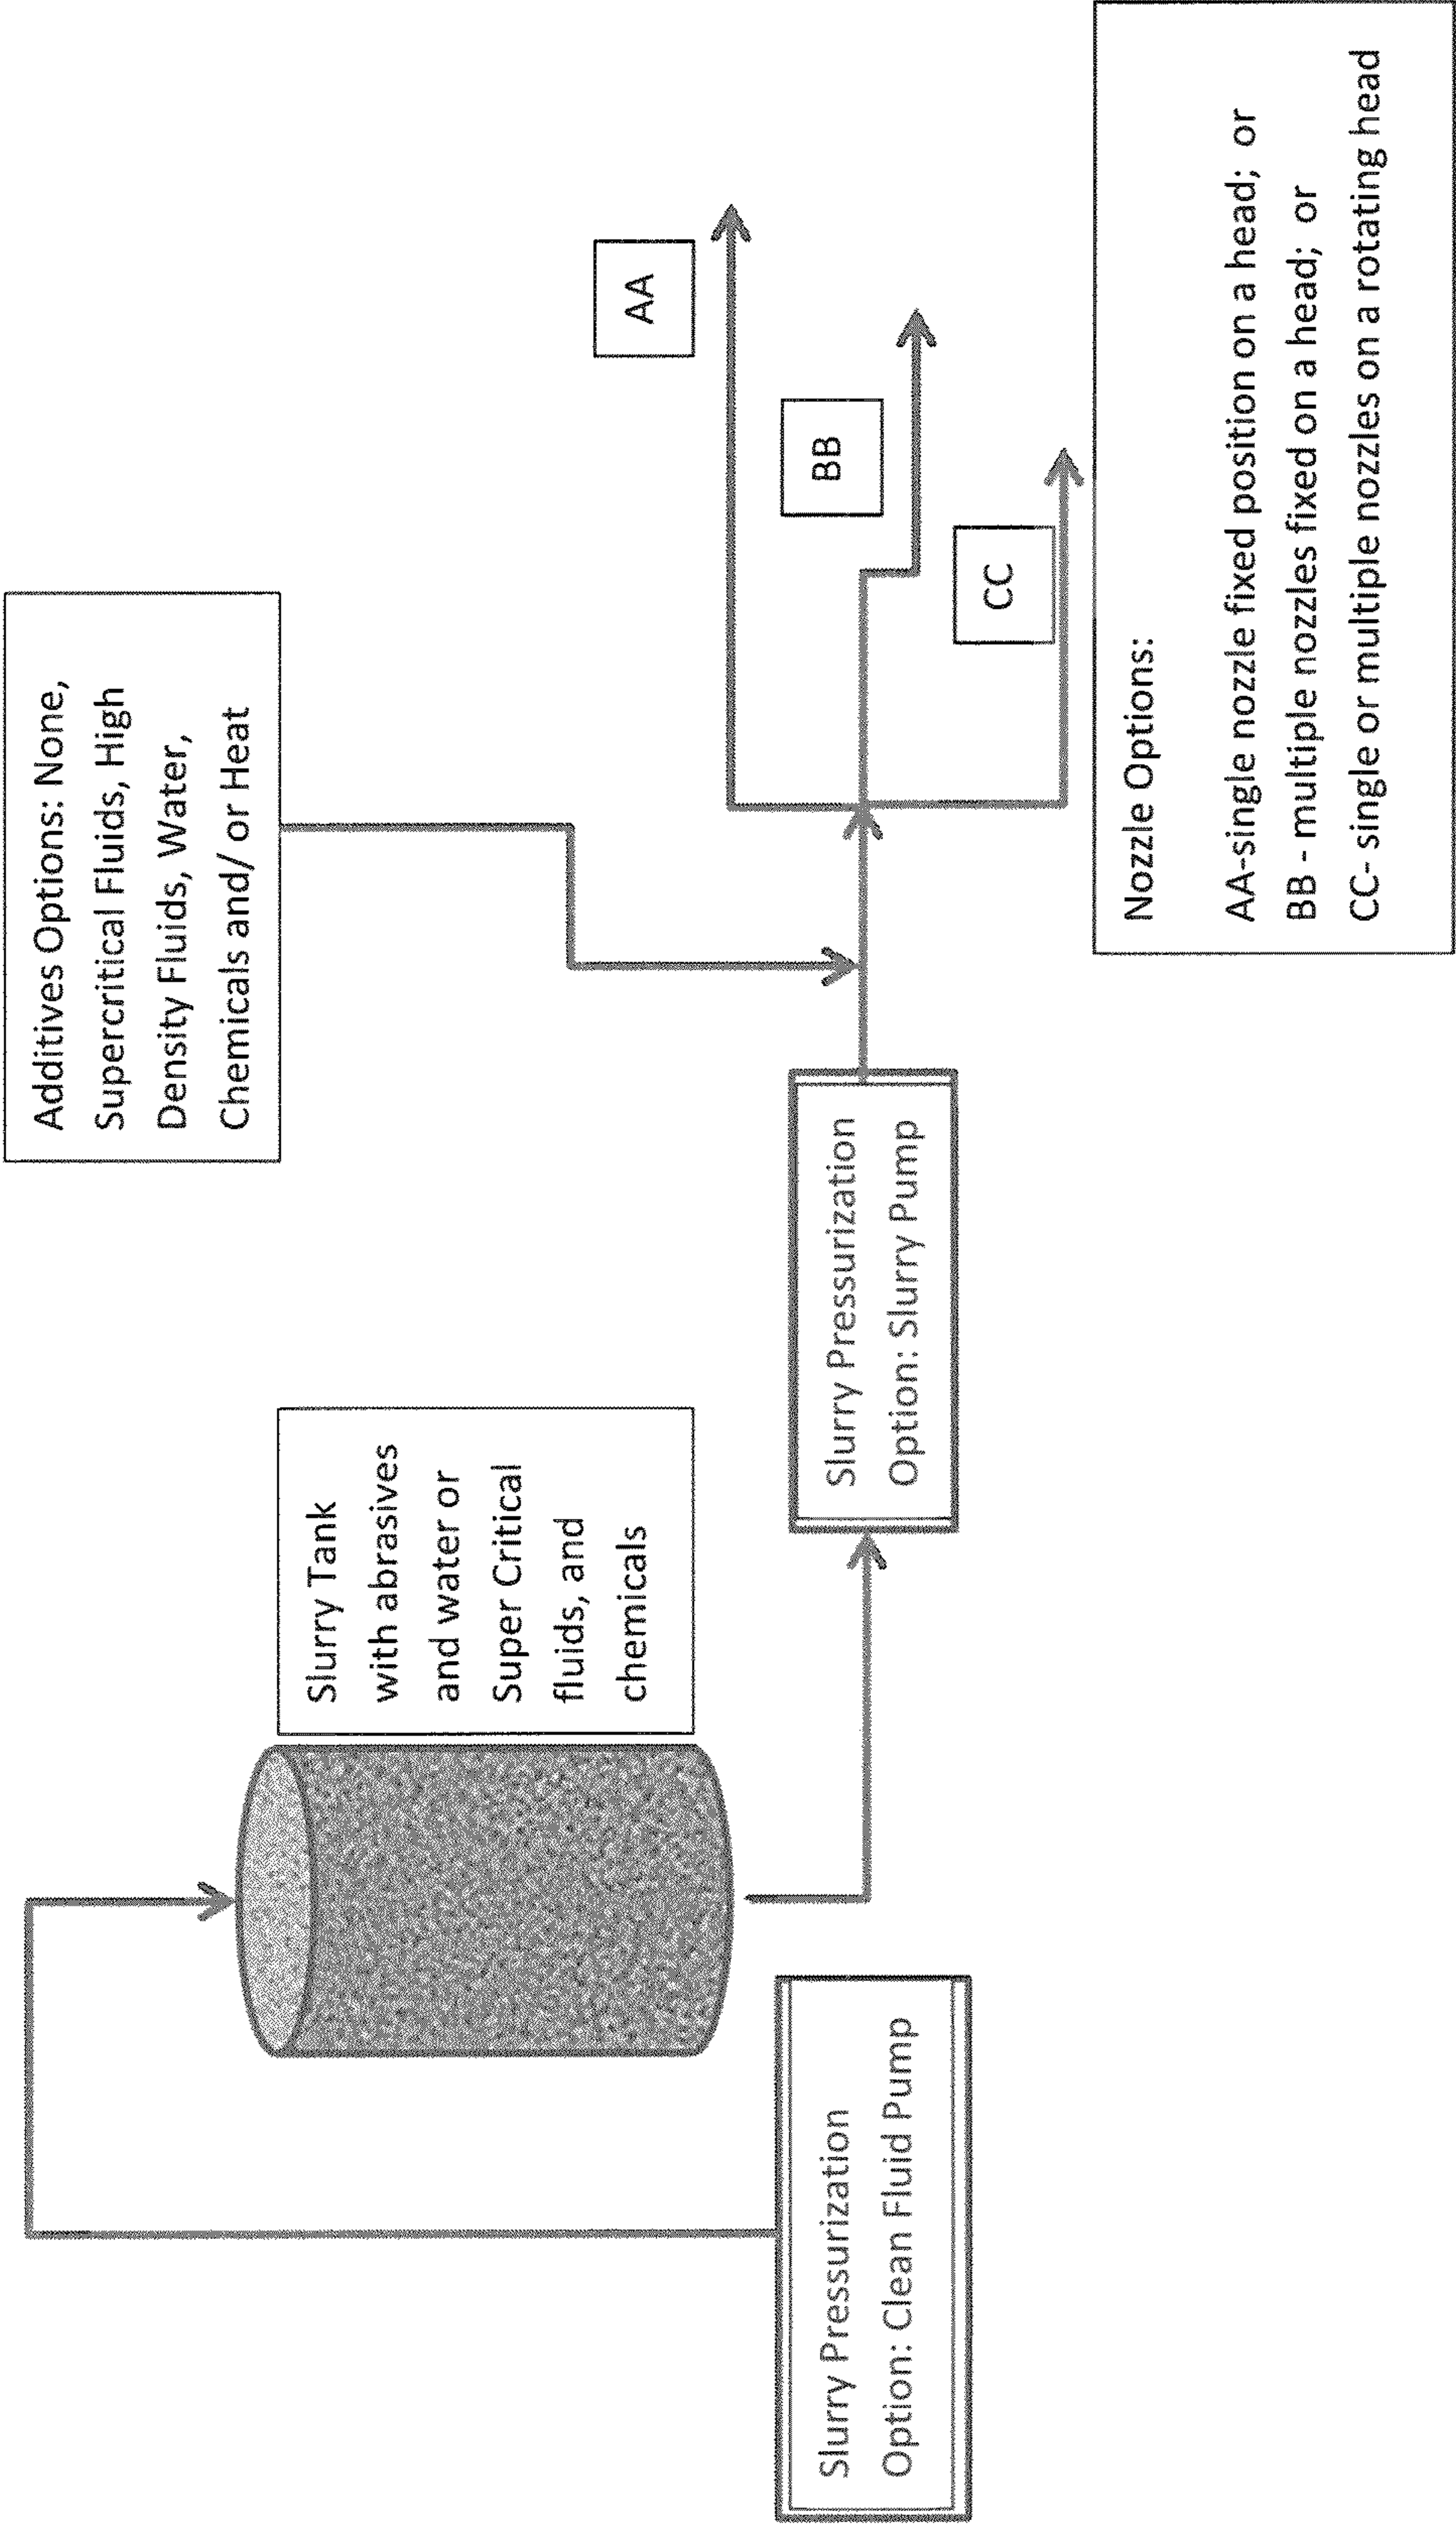 Additives Options: None,
Supercritical Fluids, High
Density Fluids, Water,
Chemicals and/ or Heat
Slurry Tank
with abrasives
and water or
Super Critical
fluids, and
chemicals
Slurry Pressurization
Option: Clean Fluid Pump
Slurry Pressurization
Option: Slurry Pump
AA
BB
CC
Nozzle Options:
AA-single nozzle fixed position on a head; or
BB - multiple nozzles fixed on a head; or
CC- single or multiple nozzles on a rotating head